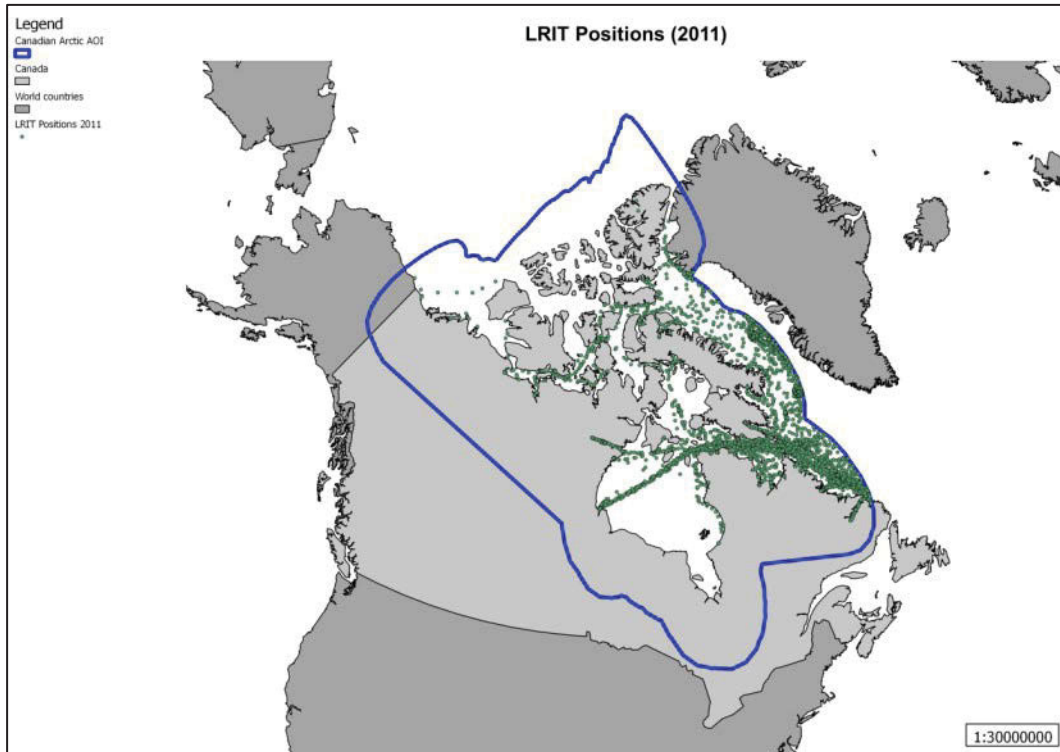 Legend
Canadian Arctic AOI
Canada
World countries
LRIT Positions 2011
LRIT Positions (2011)
1:30000000